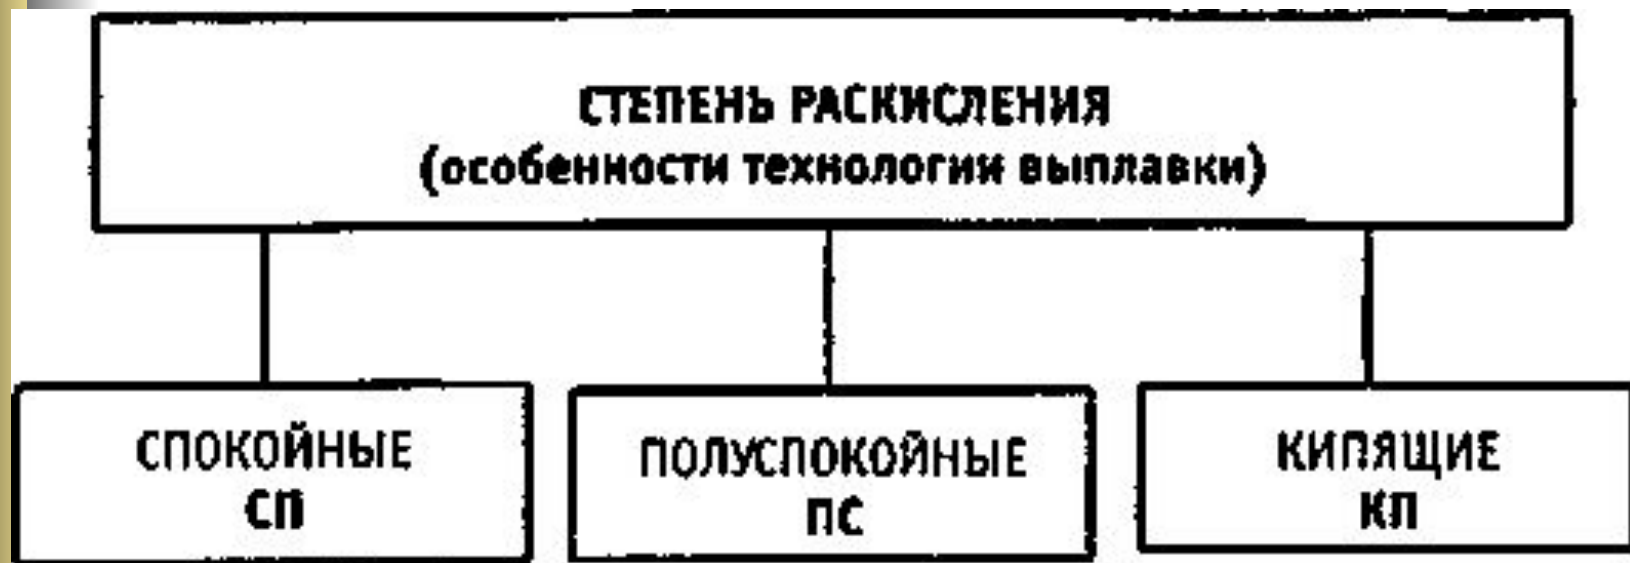 СТЕПЕНЬ РАСКИСЛЕНИЯ
(особенности технологии выплавки)
СПОКОЙНЫЕ
СП
ПОЛУСПОКОЙНЫЕ
ПС
КИПЯЩИЕ
КП